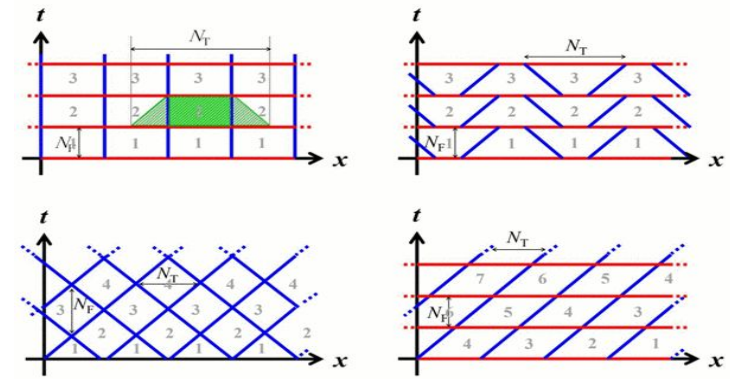 t
N_T
3 3 3 3
2 2 2 2
N_F 1 1 1
x
t
N_T
3 3 3 3
2 2 2 2
N_F 1 1 1 1
x
t
N_T
4 4 4 4
3 N_F 3 3 3
2 2 2 2
1 1 1 1
x
t
N_T
7 6 5 4
N_F 6 5 4 3
4 3 2 1
x